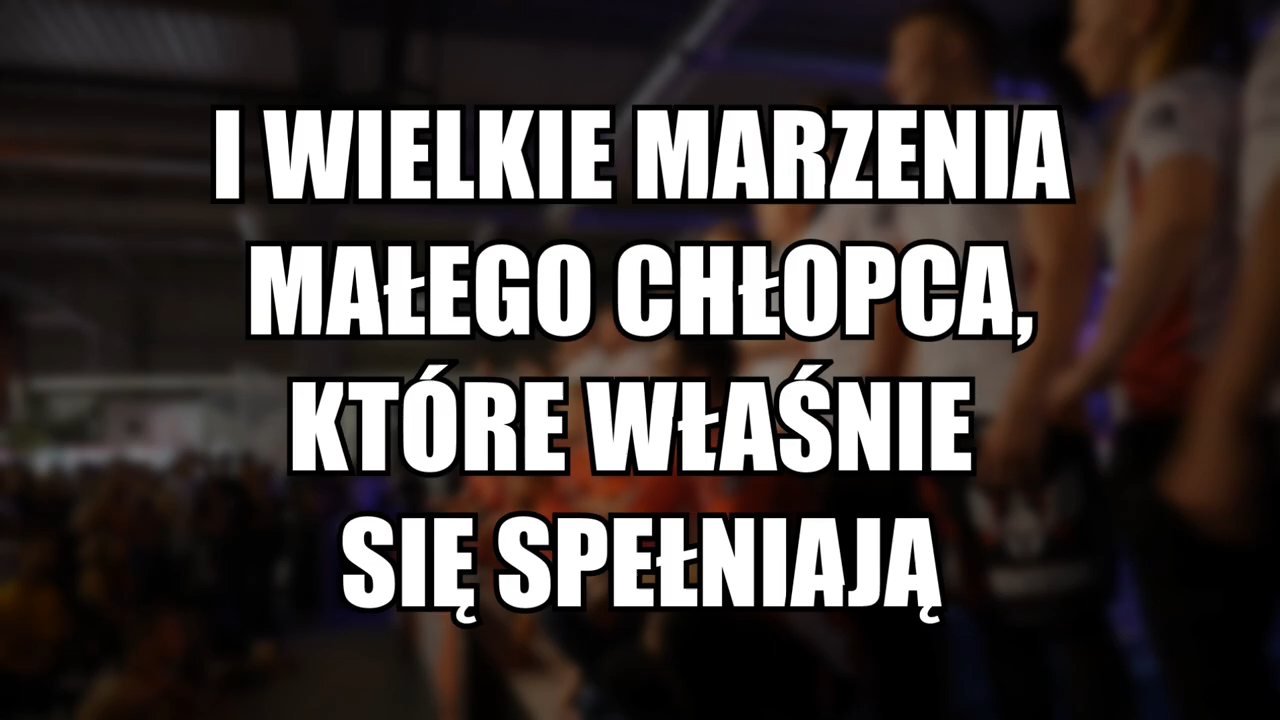 I WIELKIE MARZENIA
MAŁEGO CHŁOPCA,
KTÓRE WŁAŚNIE
SIĘ SPEŁNIAJĄ